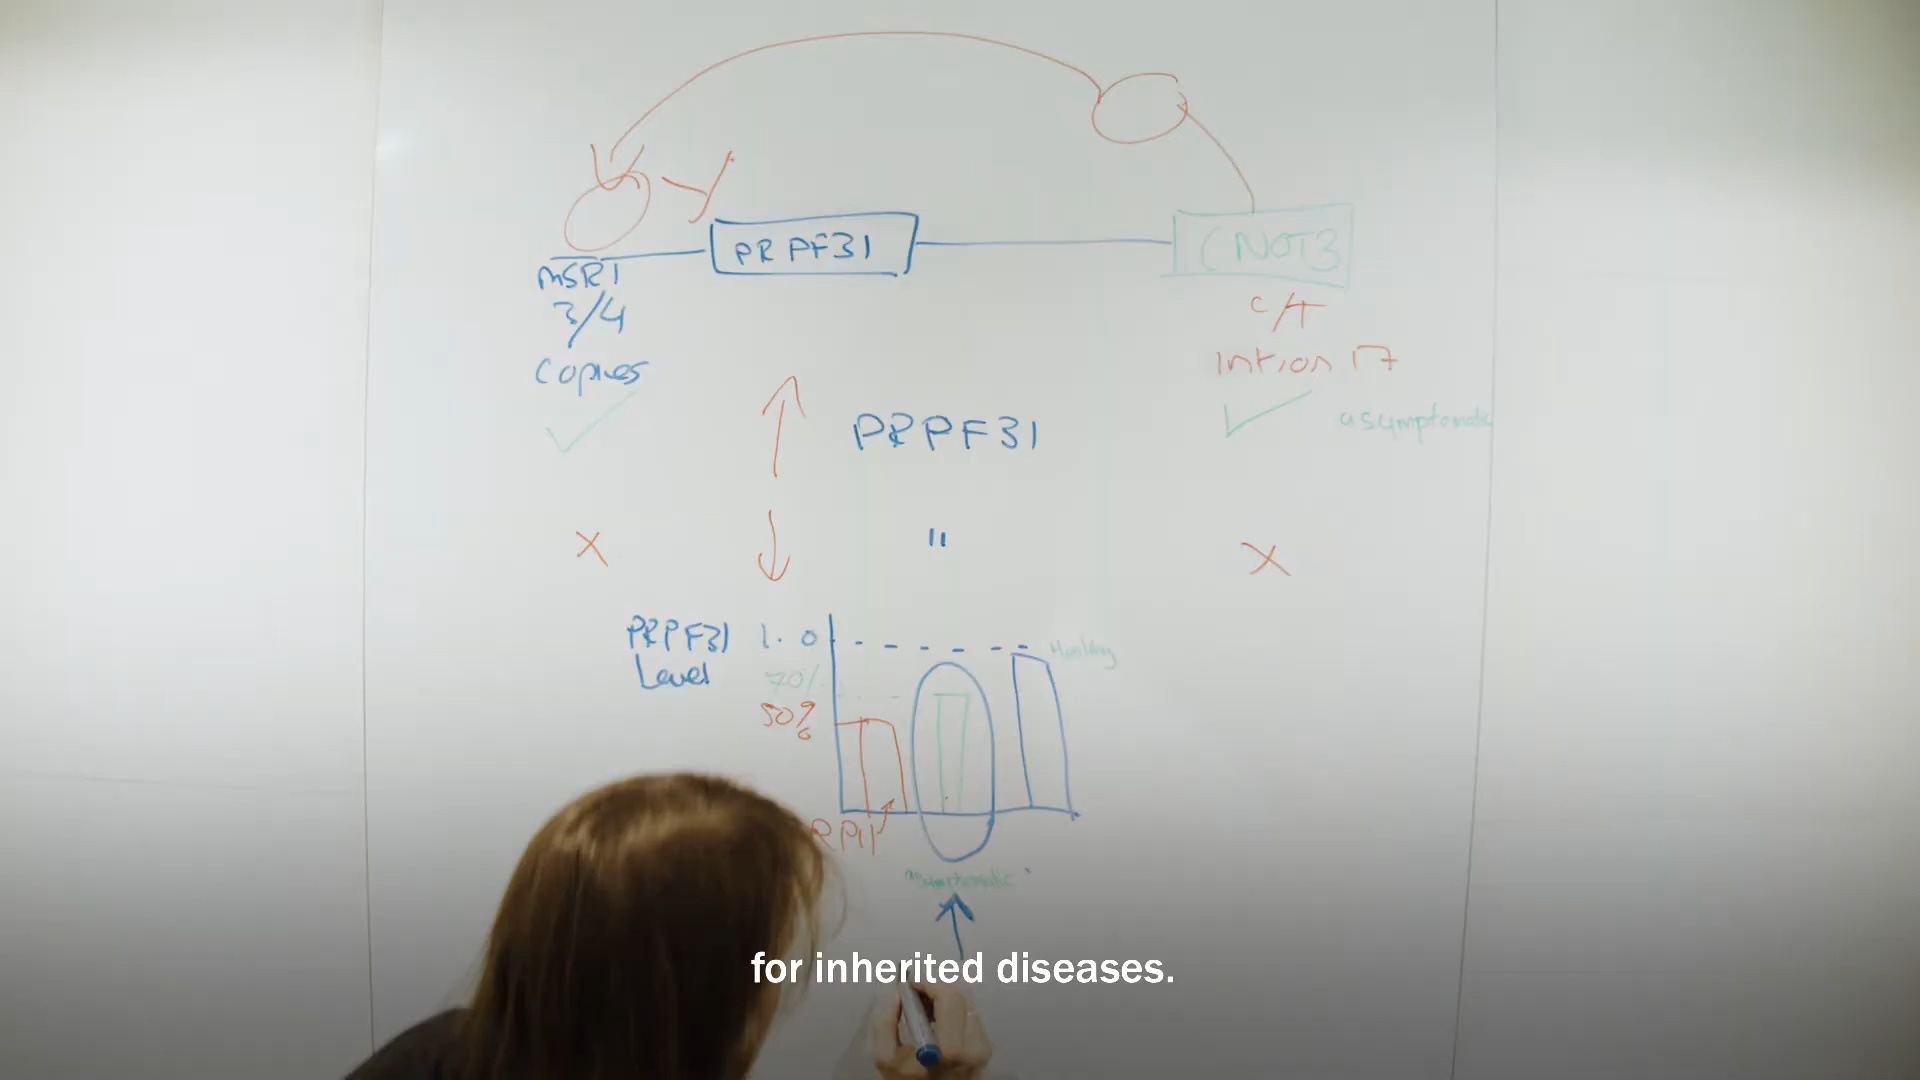 PRPF31
CNOT3
MSR1
3/4
copies
C/T
Intron 17
asymptomatic
PRPF31
"
PRPF31
Level
1.0
70%
50%
RP11
asymptomatic
for inherited diseases.